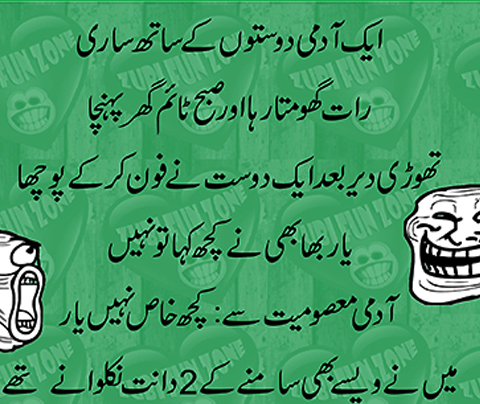 ایک آدمی دوستوں کے ساتھ ساری
رات گھومتا رہا اور صبح ٹائم گھر پہنچا
تھوڑی دیر بعد ایک دوست نے فون کر کے پوچھا
یار بھابھی نے کچھ کہا تو نہیں
آدمی معصومیت سے: کچھ خاص نہیں یار
میں نے ویسے بھی سامنے کے 2 دانت نکلوانے تھے